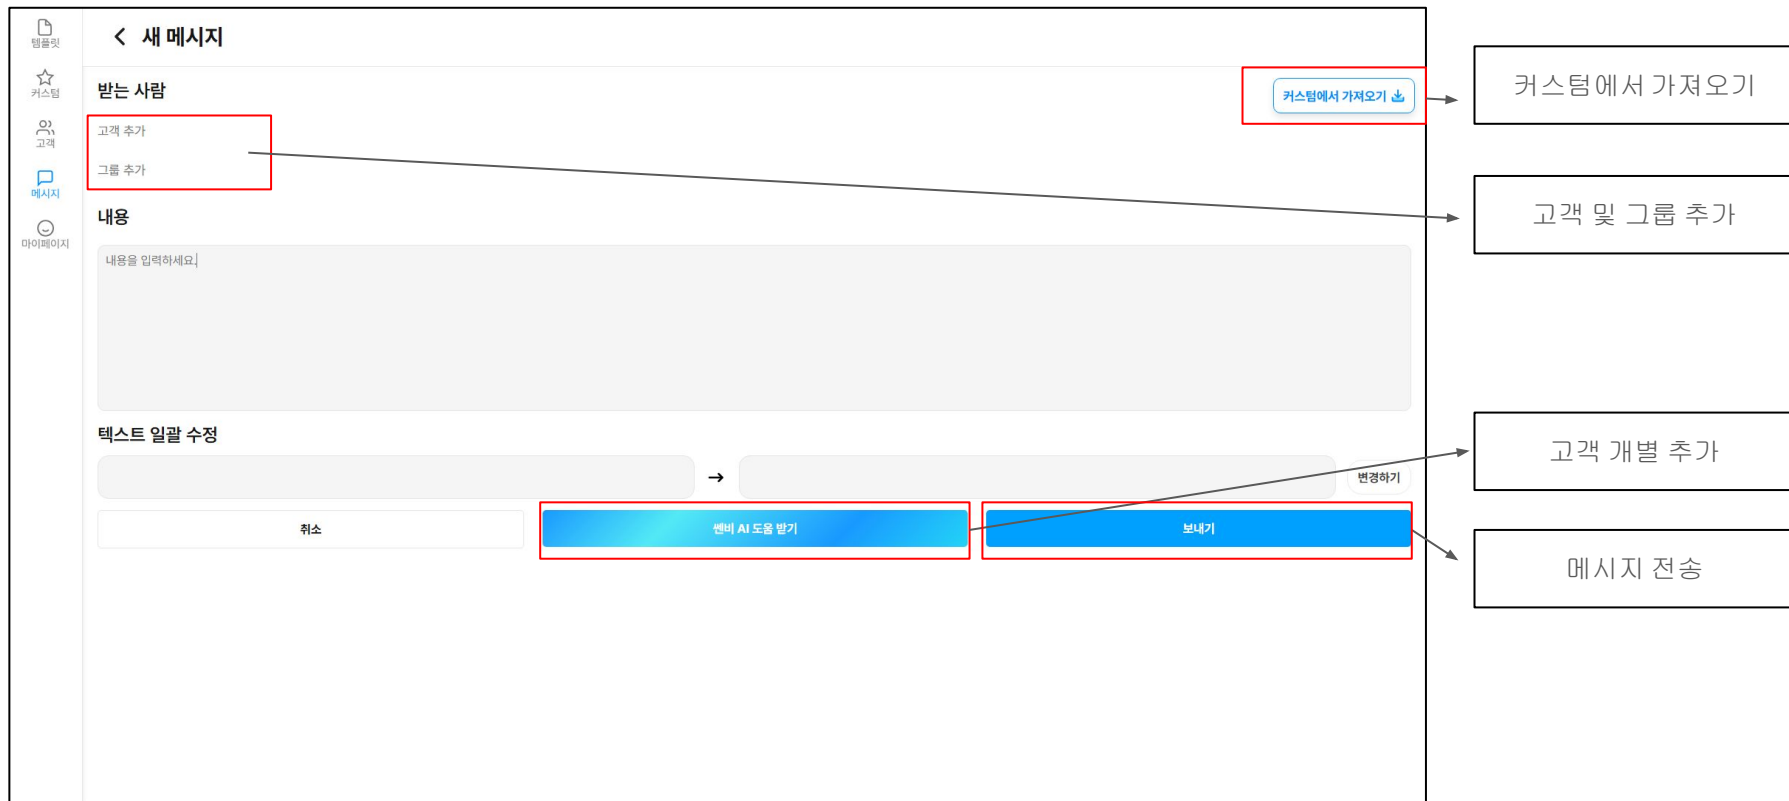 템플릿
커스텀
고객
메시지
마이페이지
새 메시지
받는 사람
커스텀에서 가져오기
고객 추가
그룹 추가
내용
내용을 입력하세요.
텍스트 일괄 수정
→
변경하기
취소
쎈비 AI 도움 받기
보내기
커스텀에서 가져오기
고객 및 그룹 추가
고객 개별 추가
메시지 전송